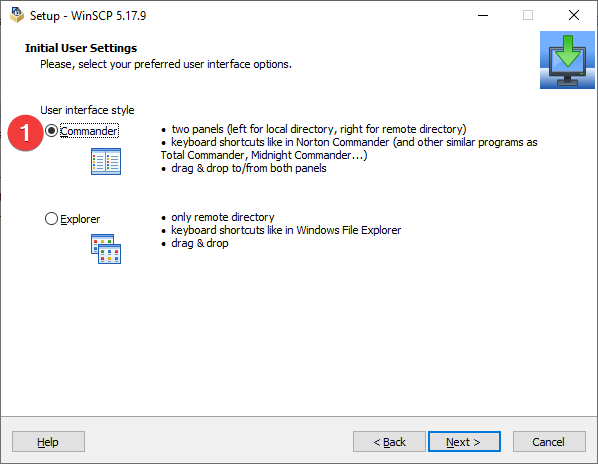 Setup - WinSCP 5.17.9
Initial User Settings
Please, select your preferred user interface options.
User interface style
1
Commander
• two panels (left for local directory, right for remote directory)
• keyboard shortcuts like in Norton Commander (and other similar programs as
Total Commander, Midnight Commander...)
• drag & drop to/from both panels
Explorer
• only remote directory
• keyboard shortcuts like in Windows File Explorer
• drag & drop
Help
< Back
Next >
Cancel